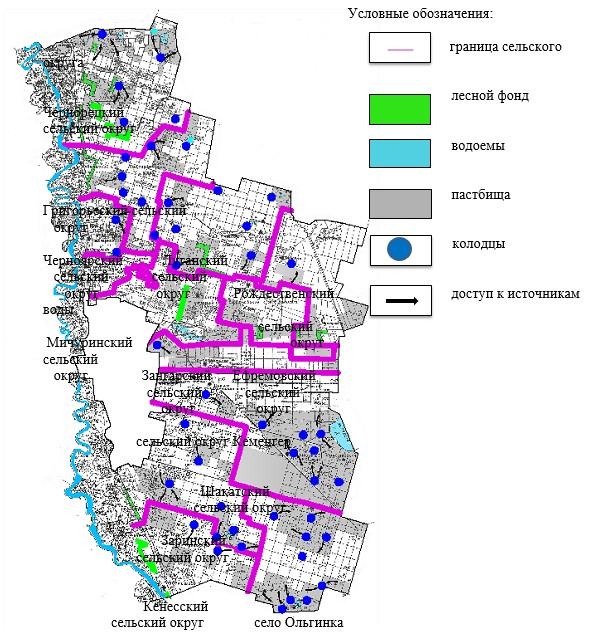 Условные обозначения:
граница сельского
лесной фонд
водоемы
пастбища
колодцы
доступ к источникам
округа
Чернорецкий
сельский округ
Григорьевский сельский
округ
Черноярский
сельский
округ
Луганский
сельский
округ
Рождественский
сельский
округ
воды
Мичуринский
сельский
округ
Зангарский
сельский
округ
Ефремовский
сельский
округ
сельский округ Кеменгер
Шакатский
сельский округ
Заринский
сельский округ
Кенесский
сельский округ
село Ольгинка